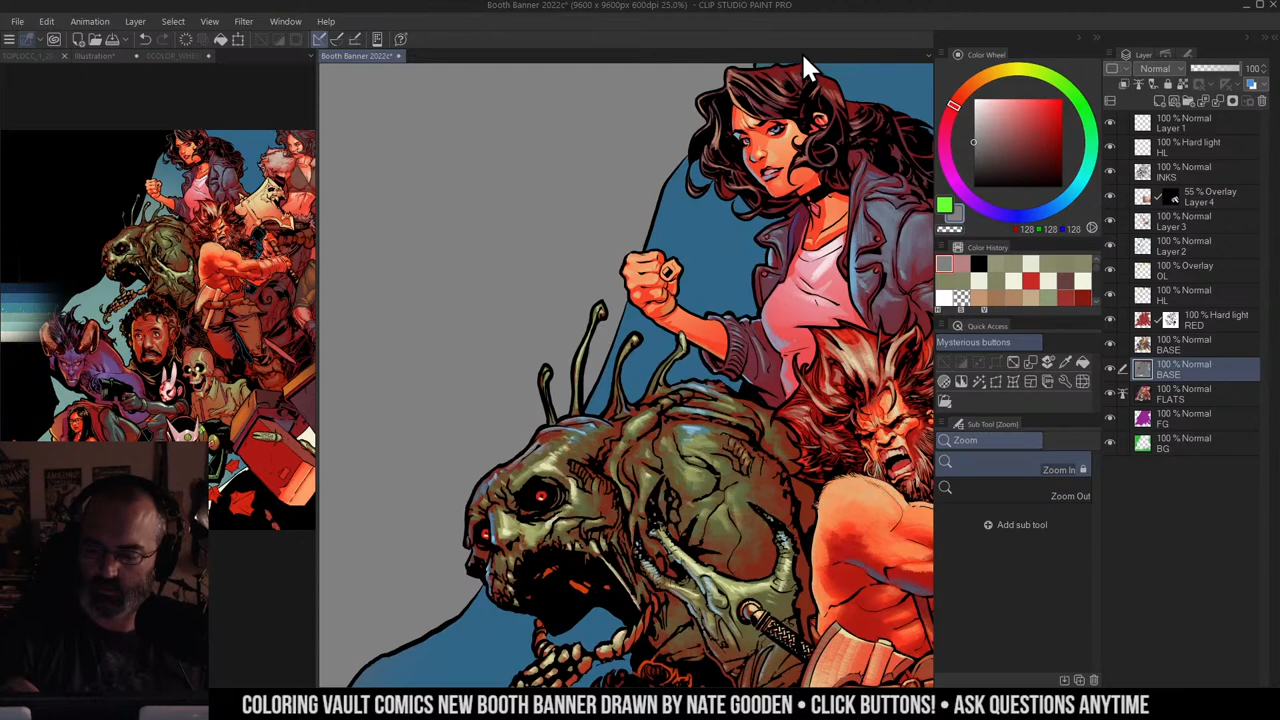 Booth Banner 2022c* (9600 x 9600px 600dpi 25.0%) - CLIP STUDIO PAINT PRO
File Edit Animation Layer Select View Filter Window Help
Illustration*
Booth Banner 2022c*
Color Wheel
128 128 128
Color History
Quick Access
Mysterious buttons
Sub Tool [Zoom]
Zoom
Zoom In
Zoom Out
Add sub tool
Layer
Normal 100
100 % Normal
Layer 1
100 % Hard light
HL
100 % Normal
INKS
55 % Overlay
Layer 4
100 % Normal
Layer 3
100 % Normal
Layer 2
100 % Overlay
OL
100 % Normal
HL
100 % Hard light
RED
100 % Normal
BASE
100 % Normal
BASE
100 % Normal
FLATS
100 % Normal
FG
100 % Normal
BG
COLORING VAULT COMICS NEW BOOTH BANNER DRAWN BY NATE GOODEN • CLICK BUTTONS! • ASK QUESTIONS ANYTIME